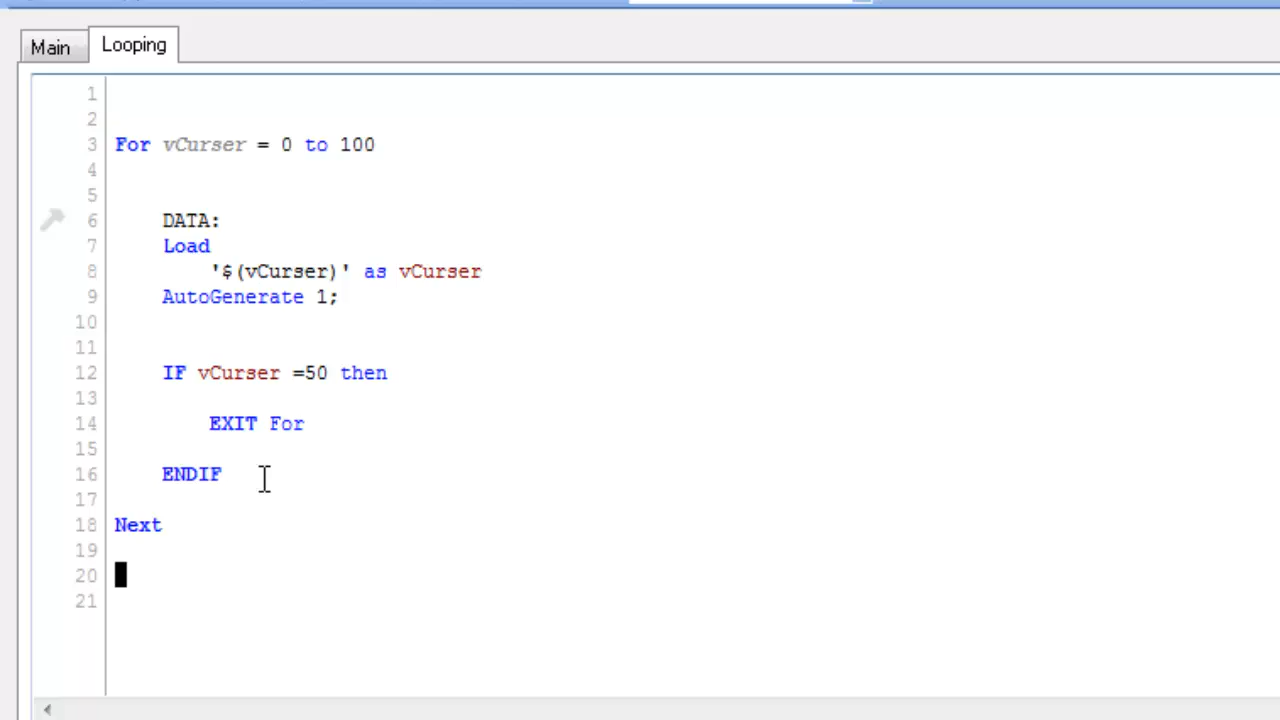 Main
Looping
1
2
3 For vCurser = 0 to 100
4
5
6 DATA:
7 Load
8 '$(vCurser)' as vCurser
9 AutoGenerate 1;
10
11
12 IF vCurser =50 then
13
14 EXIT For
15
16 ENDIF
17
18 Next
19
20
21